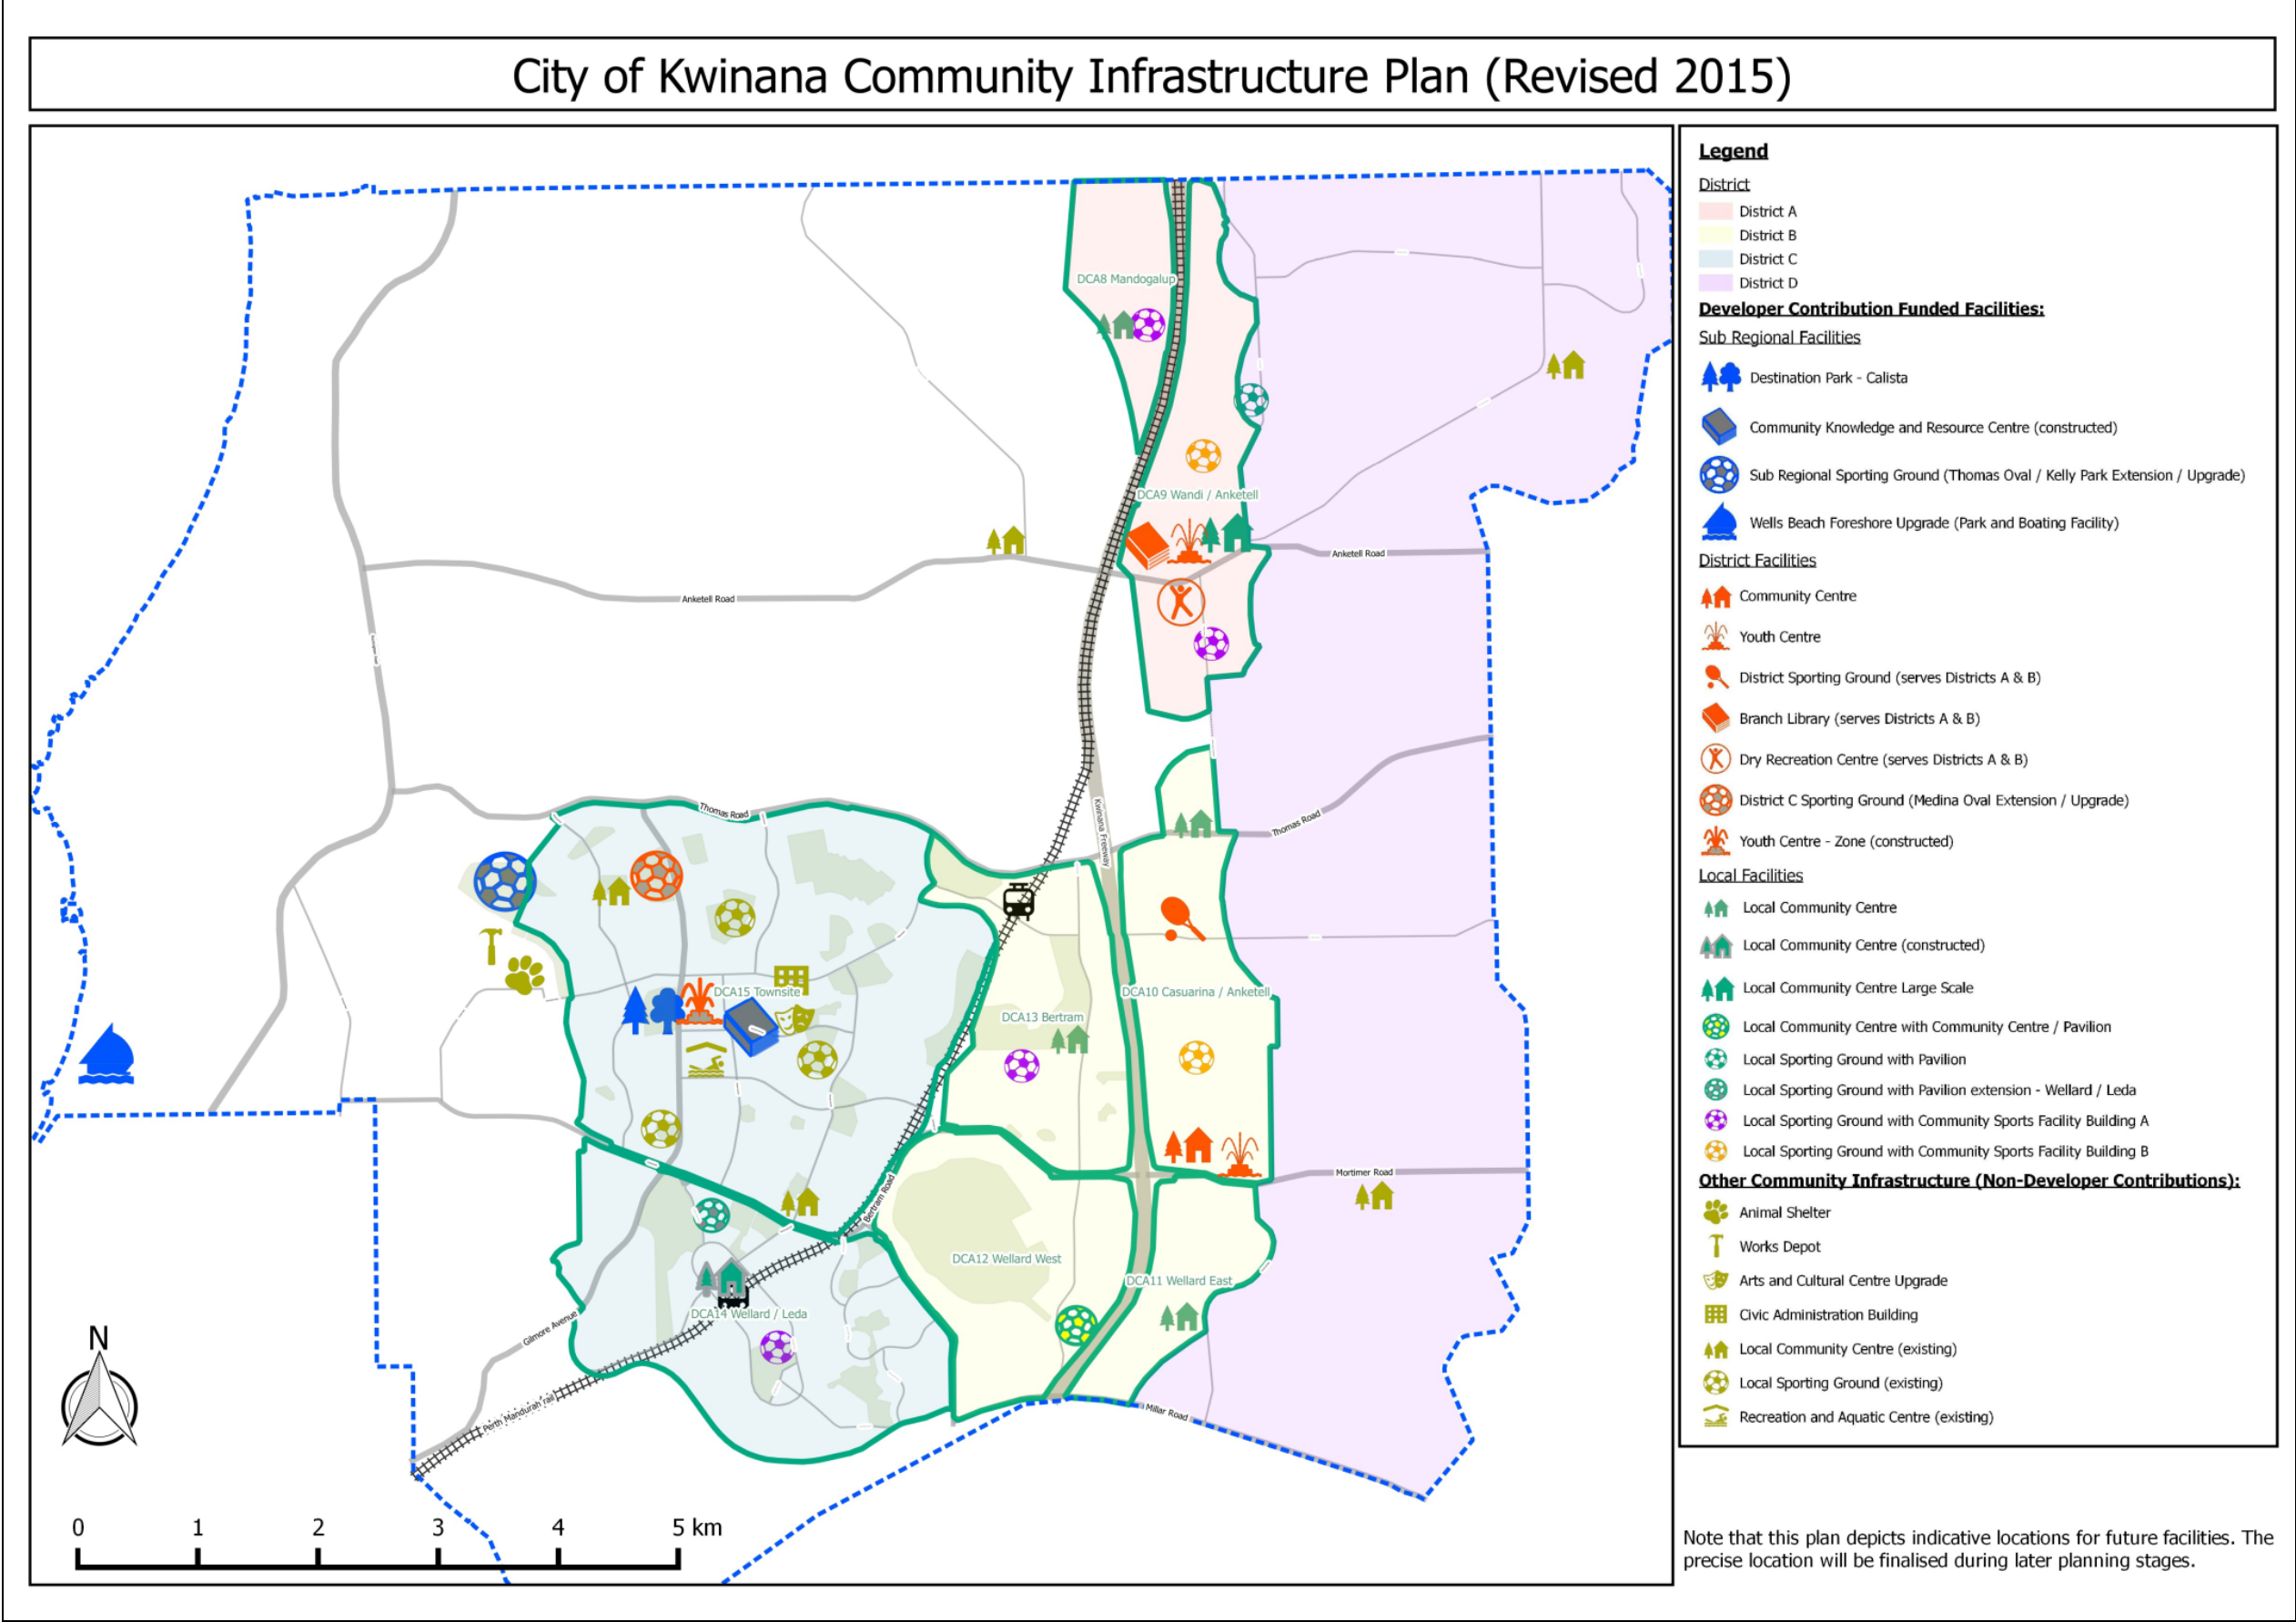 City of Kwinana Community Infrastructure Plan (Revised 2015)
DCA8 Mandogalup
DCA9 Wandi / Anketell
Anketell Road
Anketell Road
Thomas Road
Kwinana Freeway
Thomas Road
DCA15 Townsite
DCA10 Casuarina / Anketell
DCA13 Bertram
Mortimer Road
Bertram Road
DCA12 Wellard West
DCA11 Wellard East
DCA14 Wellard / Leda
Gilmore Avenue
Perth Mandurah rail
Millar Road
N
0 1 2 3 4 5 km
Legend
District
District A
District B
District C
District D
Developer Contribution Funded Facilities:
Sub Regional Facilities
Destination Park - Calista
Community Knowledge and Resource Centre (constructed)
Sub Regional Sporting Ground (Thomas Oval / Kelly Park Extension / Upgrade)
Wells Beach Foreshore Upgrade (Park and Boating Facility)
District Facilities
Community Centre
Youth Centre
District Sporting Ground (serves Districts A & B)
Branch Library (serves Districts A & B)
Dry Recreation Centre (serves Districts A & B)
District C Sporting Ground (Medina Oval Extension / Upgrade)
Youth Centre - Zone (constructed)
Local Facilities
Local Community Centre
Local Community Centre (constructed)
Local Community Centre Large Scale
Local Community Centre with Community Centre / Pavilion
Local Sporting Ground with Pavilion
Local Sporting Ground with Pavilion extension - Wellard / Leda
Local Sporting Ground with Community Sports Facility Building A
Local Sporting Ground with Community Sports Facility Building B
Other Community Infrastructure (Non-Developer Contributions):
Animal Shelter
Works Depot
Arts and Cultural Centre Upgrade
Civic Administration Building
Local Community Centre (existing)
Local Sporting Ground (existing)
Recreation and Aquatic Centre (existing)
Note that this plan depicts indicative locations for future facilities. The
precise location will be finalised during later planning stages.